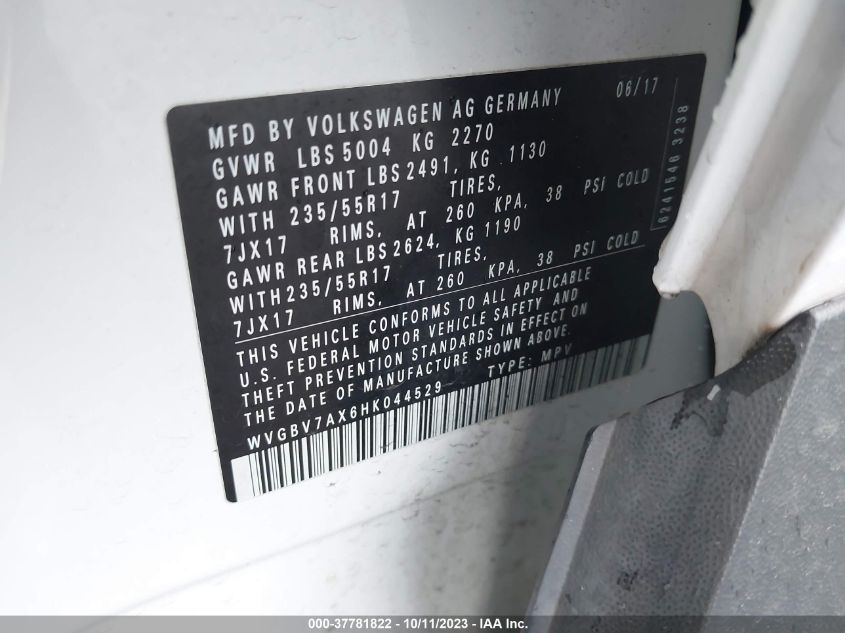 MFD BY VOLKSWAGEN AG GERMANY 06/17
GVWR LBS 5004 KG 2270
GAWR FRONT LBS 2491, KG 1130
WITH 235/55R17 TIRES,
7JX17 RIMS, AT 260 KPA, 38 PSI COLD
GAWR REAR LBS 2624, KG 1190
WITH 235/55R17 TIRES,
7JX17 RIMS, AT 260 KPA, 38 PSI COLD
THIS VEHICLE CONFORMS TO ALL APPLICABLE
U.S. FEDERAL MOTOR VEHICLE SAFETY AND
THEFT PREVENTION STANDARDS IN EFFECT ON
THE DATE OF MANUFACTURE SHOWN ABOVE.
WVGBV7AX6HK044529 TYPE: MPV
6241646 3238
000-37781822 - 10/11/2023 - IAA Inc.